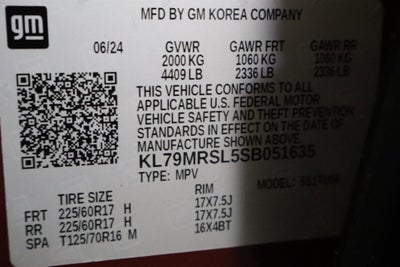 gm
MFD BY GM KOREA COMPANY
06/24 GVWR GAWR FRT GAWR RR
2000 KG 1060 KG 1060 KG
4409 LB 2336 LB 2336 LB
THIS VEHICLE CONFORMS TO ALL
APPLICABLE U.S. FEDERAL MOTOR
VEHICLE SAFETY AND THEFT PREVENTION
STANDARDS IN EFFECT ON THE DATE OF
MANUFACTURE SHOWN ABOVE.
KL79MRSL5SB051635
TYPE: MPV MODEL:
TIRE SIZE RIM
FRT 225/60R17 H 17X7.5J
RR 225/60R17 H 17X7.5J
SPA T125/70R16 M 16X4BT